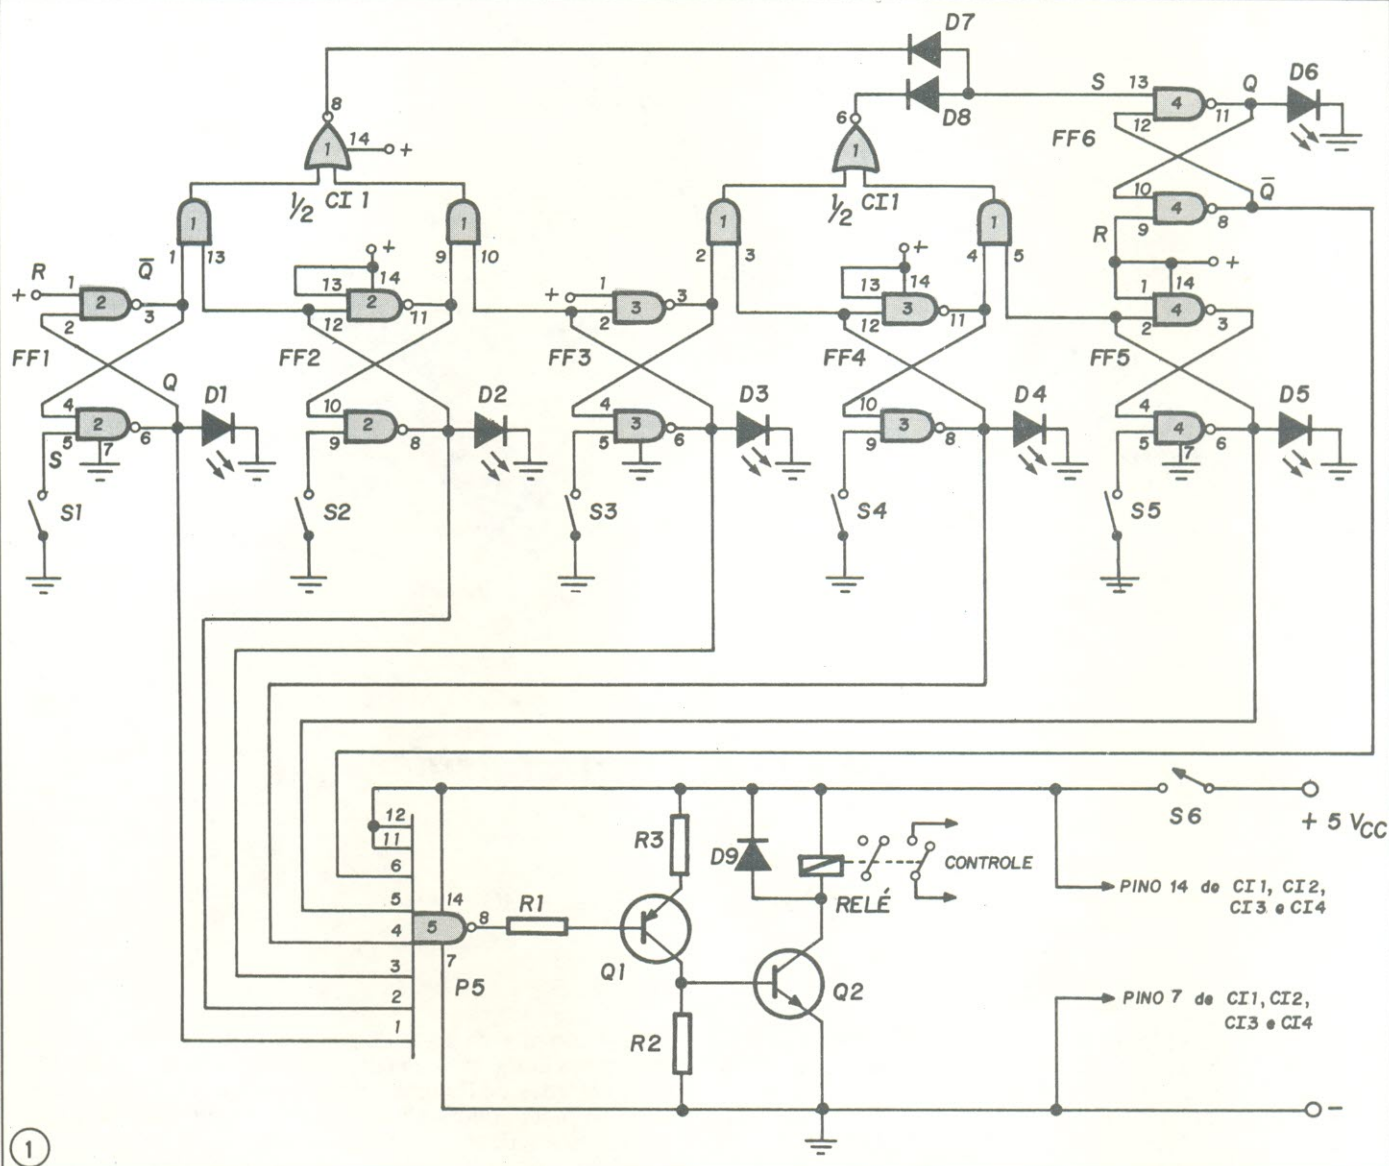 D7
8
14 +
1
½ CI 1
6
D8
1
½ CI1
S 13 4 Q D6
12 11
FF6
10 4 Q̅
9 8
R
1 1 1 1
1 13 9 10 2 3 4 5
R 1 Q̅
+ 2 3
2
+
13 14
2
12 11
+ 1
3 3
2
+
13 14
3
12 11
+
1 14
4
2 3
FF1 FF2 FF3 FF4 FF5
Q D1 D2 D3 D4 D5
4 2 6
5 7
S
10 2
9 8
4 3
5 6
10 3
9 8
4 4
5 7 6
S1 S2 S3 S4 S5
S6
+ 5 VCC
12
11
6
5
4
3
2
1
14
5 8
7
P5
R1
R3
Q1
R2
D9
RELÉ
CONTROLE
Q2
PINO 14 de CI1, CI2,
CI3 e CI4
PINO 7 de CI1, CI2,
CI3 e CI4
–
1